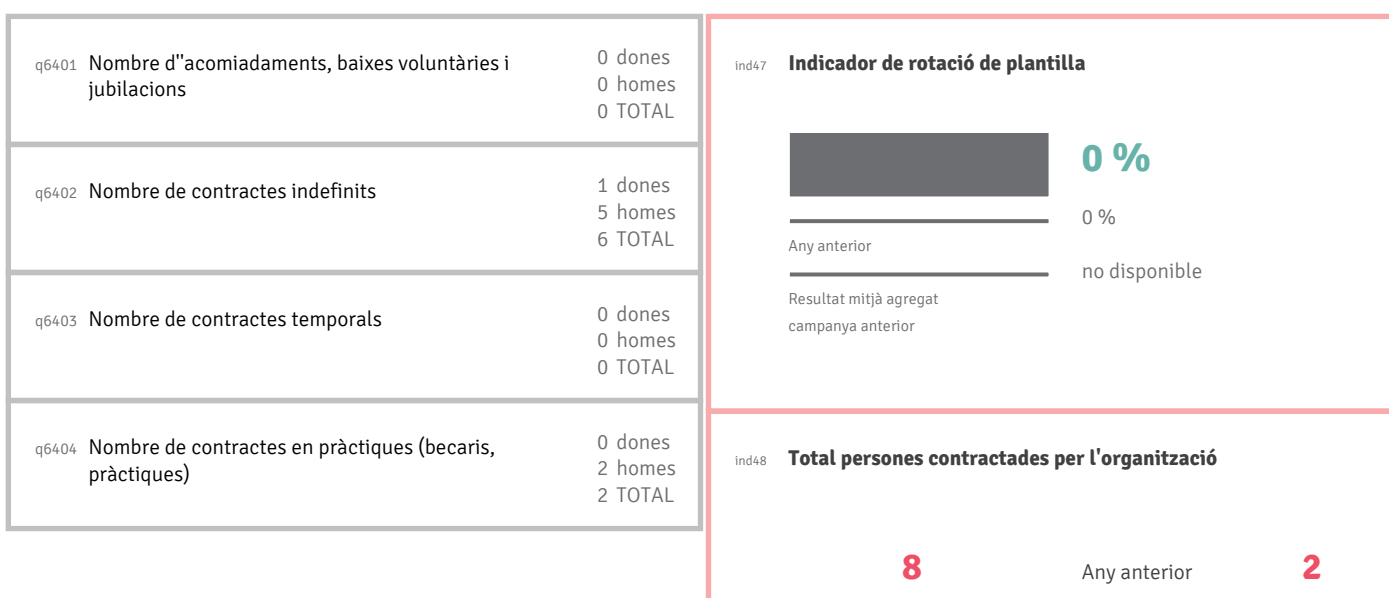 q6401 Nombre d''acomiadaments, baixes voluntàries i
jubilacions
0 dones
0 homes
0 TOTAL
q6402 Nombre de contractes indefinits
1 dones
5 homes
6 TOTAL
q6403 Nombre de contractes temporals
0 dones
0 homes
0 TOTAL
q6404 Nombre de contractes en pràctiques (becaris,
pràctiques)
0 dones
2 homes
2 TOTAL
ind47 Indicador de rotació de plantilla
0 %
0 %
Any anterior
no disponible
Resultat mitjà agregat
campanya anterior
ind48 Total persones contractades per l'organització
8 Any anterior 2